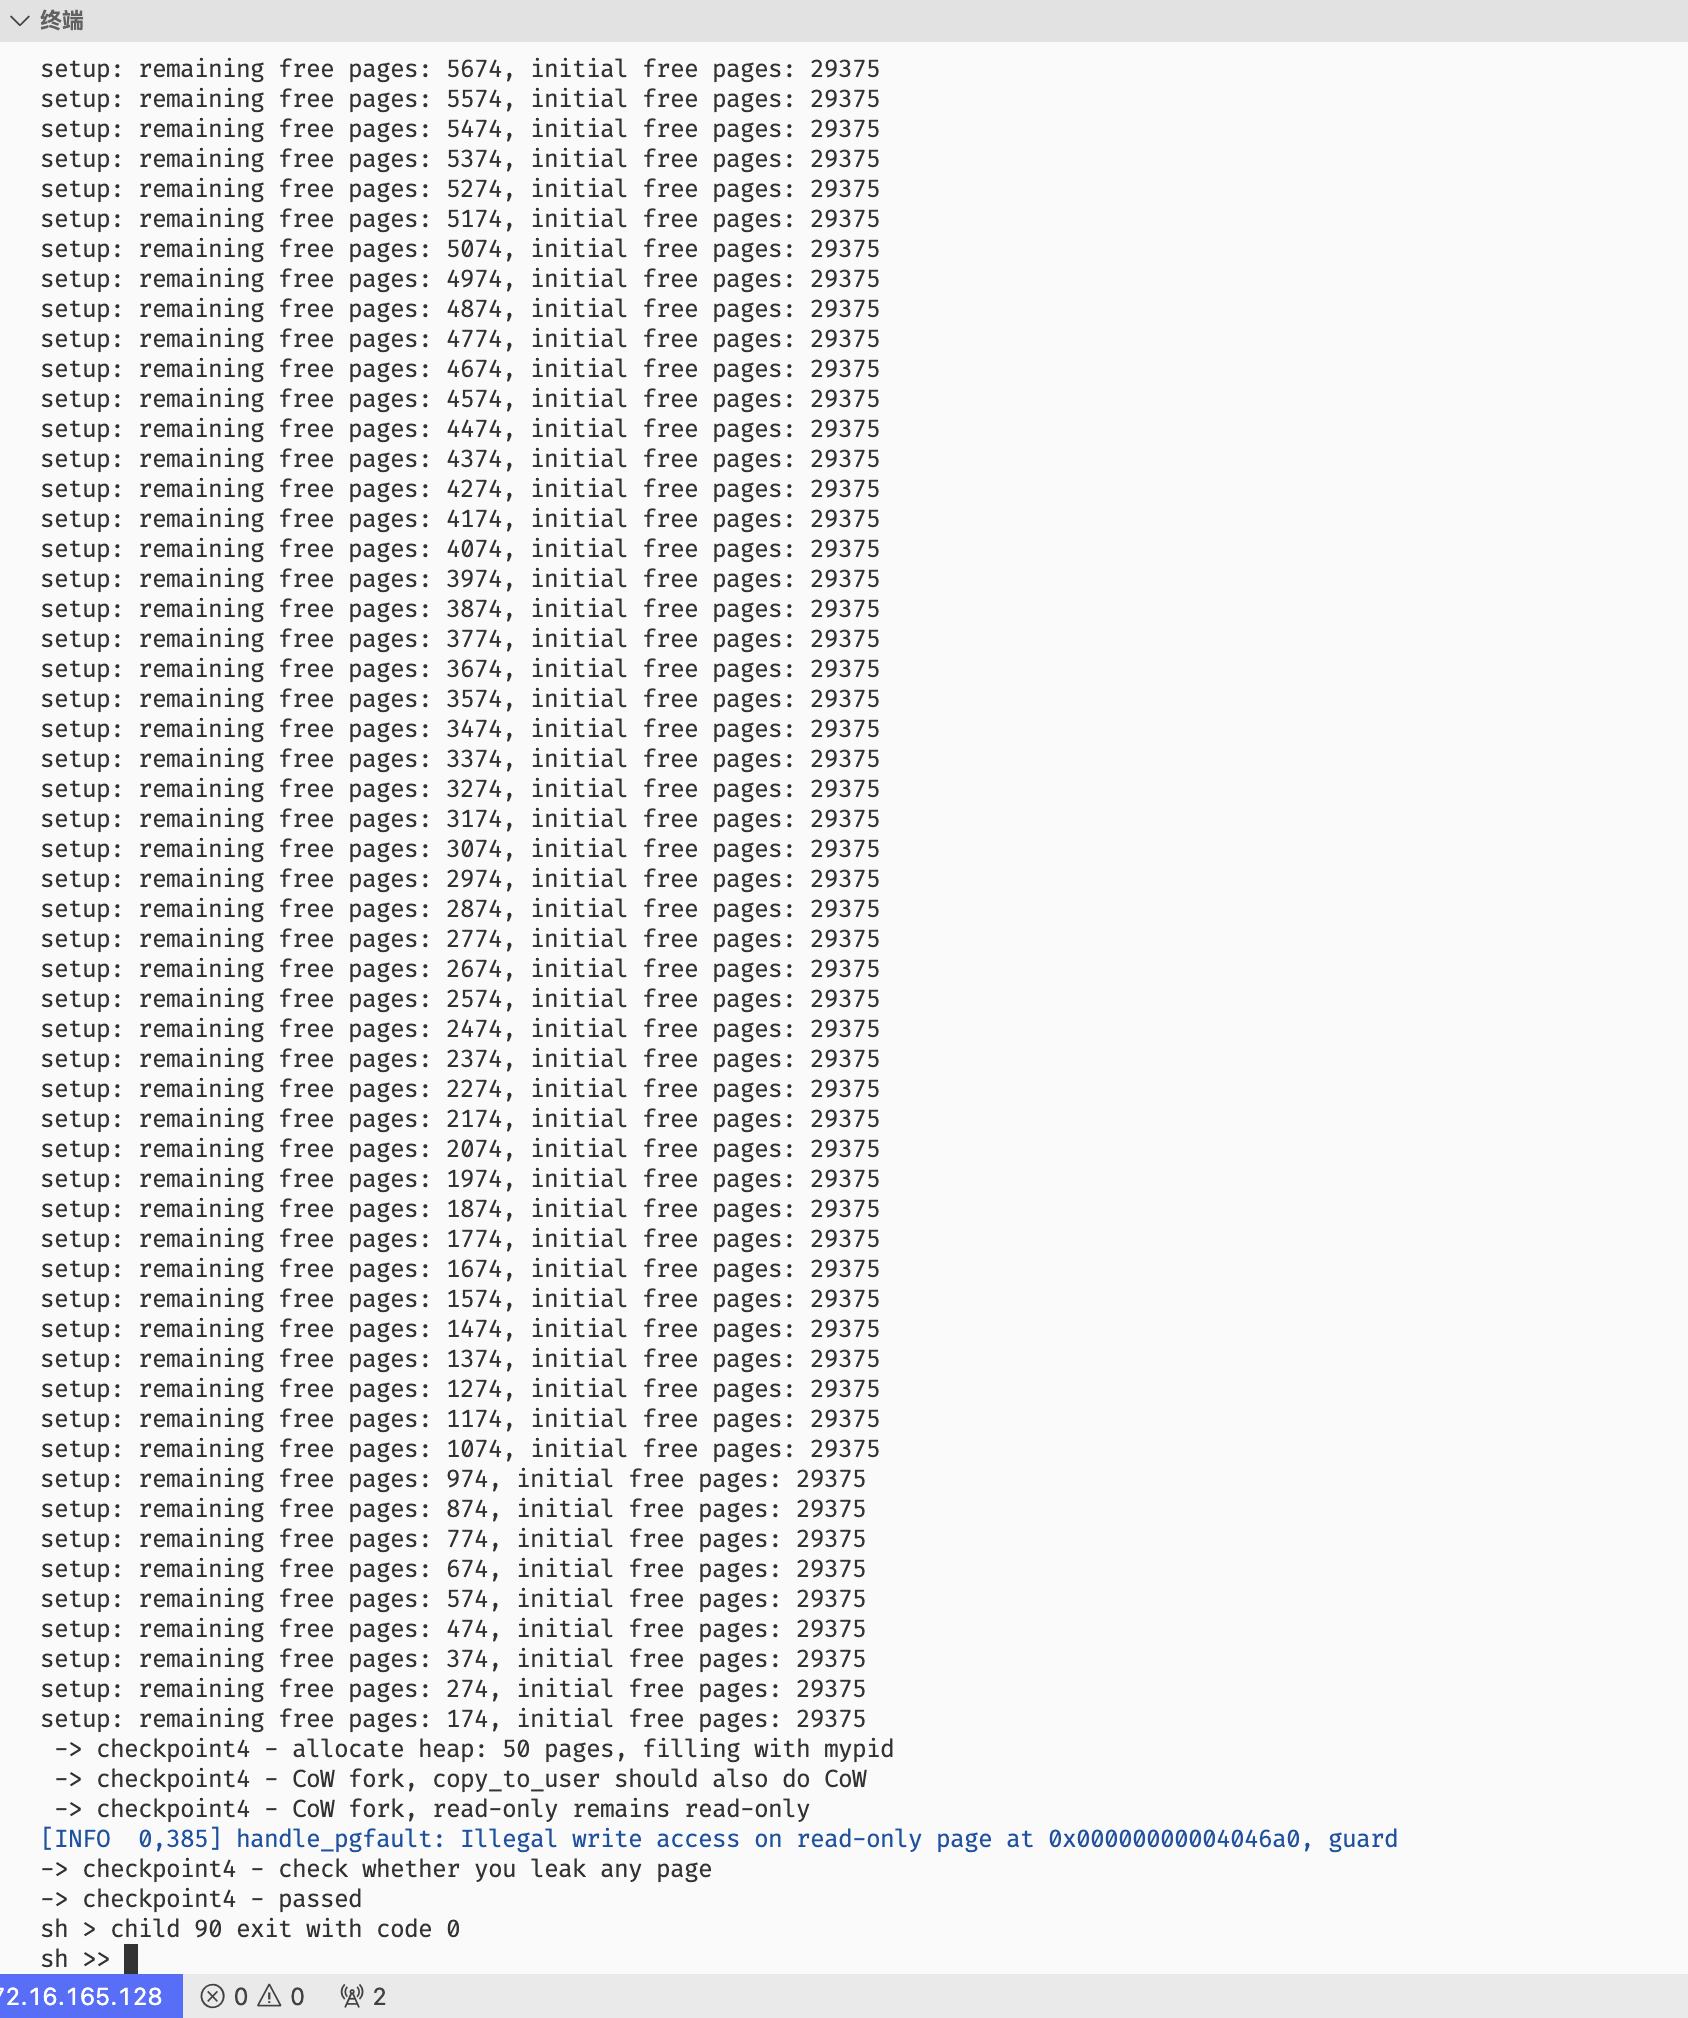 终端
setup: remaining free pages: 5674, initial free pages: 29375
setup: remaining free pages: 5574, initial free pages: 29375
setup: remaining free pages: 5474, initial free pages: 29375
setup: remaining free pages: 5374, initial free pages: 29375
setup: remaining free pages: 5274, initial free pages: 29375
setup: remaining free pages: 5174, initial free pages: 29375
setup: remaining free pages: 5074, initial free pages: 29375
setup: remaining free pages: 4974, initial free pages: 29375
setup: remaining free pages: 4874, initial free pages: 29375
setup: remaining free pages: 4774, initial free pages: 29375
setup: remaining free pages: 4674, initial free pages: 29375
setup: remaining free pages: 4574, initial free pages: 29375
setup: remaining free pages: 4474, initial free pages: 29375
setup: remaining free pages: 4374, initial free pages: 29375
setup: remaining free pages: 4274, initial free pages: 29375
setup: remaining free pages: 4174, initial free pages: 29375
setup: remaining free pages: 4074, initial free pages: 29375
setup: remaining free pages: 3974, initial free pages: 29375
setup: remaining free pages: 3874, initial free pages: 29375
setup: remaining free pages: 3774, initial free pages: 29375
setup: remaining free pages: 3674, initial free pages: 29375
setup: remaining free pages: 3574, initial free pages: 29375
setup: remaining free pages: 3474, initial free pages: 29375
setup: remaining free pages: 3374, initial free pages: 29375
setup: remaining free pages: 3274, initial free pages: 29375
setup: remaining free pages: 3174, initial free pages: 29375
setup: remaining free pages: 3074, initial free pages: 29375
setup: remaining free pages: 2974, initial free pages: 29375
setup: remaining free pages: 2874, initial free pages: 29375
setup: remaining free pages: 2774, initial free pages: 29375
setup: remaining free pages: 2674, initial free pages: 29375
setup: remaining free pages: 2574, initial free pages: 29375
setup: remaining free pages: 2474, initial free pages: 29375
setup: remaining free pages: 2374, initial free pages: 29375
setup: remaining free pages: 2274, initial free pages: 29375
setup: remaining free pages: 2174, initial free pages: 29375
setup: remaining free pages: 2074, initial free pages: 29375
setup: remaining free pages: 1974, initial free pages: 29375
setup: remaining free pages: 1874, initial free pages: 29375
setup: remaining free pages: 1774, initial free pages: 29375
setup: remaining free pages: 1674, initial free pages: 29375
setup: remaining free pages: 1574, initial free pages: 29375
setup: remaining free pages: 1474, initial free pages: 29375
setup: remaining free pages: 1374, initial free pages: 29375
setup: remaining free pages: 1274, initial free pages: 29375
setup: remaining free pages: 1174, initial free pages: 29375
setup: remaining free pages: 1074, initial free pages: 29375
setup: remaining free pages: 974, initial free pages: 29375
setup: remaining free pages: 874, initial free pages: 29375
setup: remaining free pages: 774, initial free pages: 29375
setup: remaining free pages: 674, initial free pages: 29375
setup: remaining free pages: 574, initial free pages: 29375
setup: remaining free pages: 474, initial free pages: 29375
setup: remaining free pages: 374, initial free pages: 29375
setup: remaining free pages: 274, initial free pages: 29375
setup: remaining free pages: 174, initial free pages: 29375
 -> checkpoint4 - allocate heap: 50 pages, filling with mypid
 -> checkpoint4 - CoW fork, copy_to_user should also do CoW
 -> checkpoint4 - CoW fork, read-only remains read-only
[INFO  0,385] handle_pgfault: Illegal write access on read-only page at 0x00000000004046a0, guard
-> checkpoint4 - check whether you leak any page
-> checkpoint4 - passed
sh > child 90 exit with code 0
sh >>
72.16.165.128 0 0 2